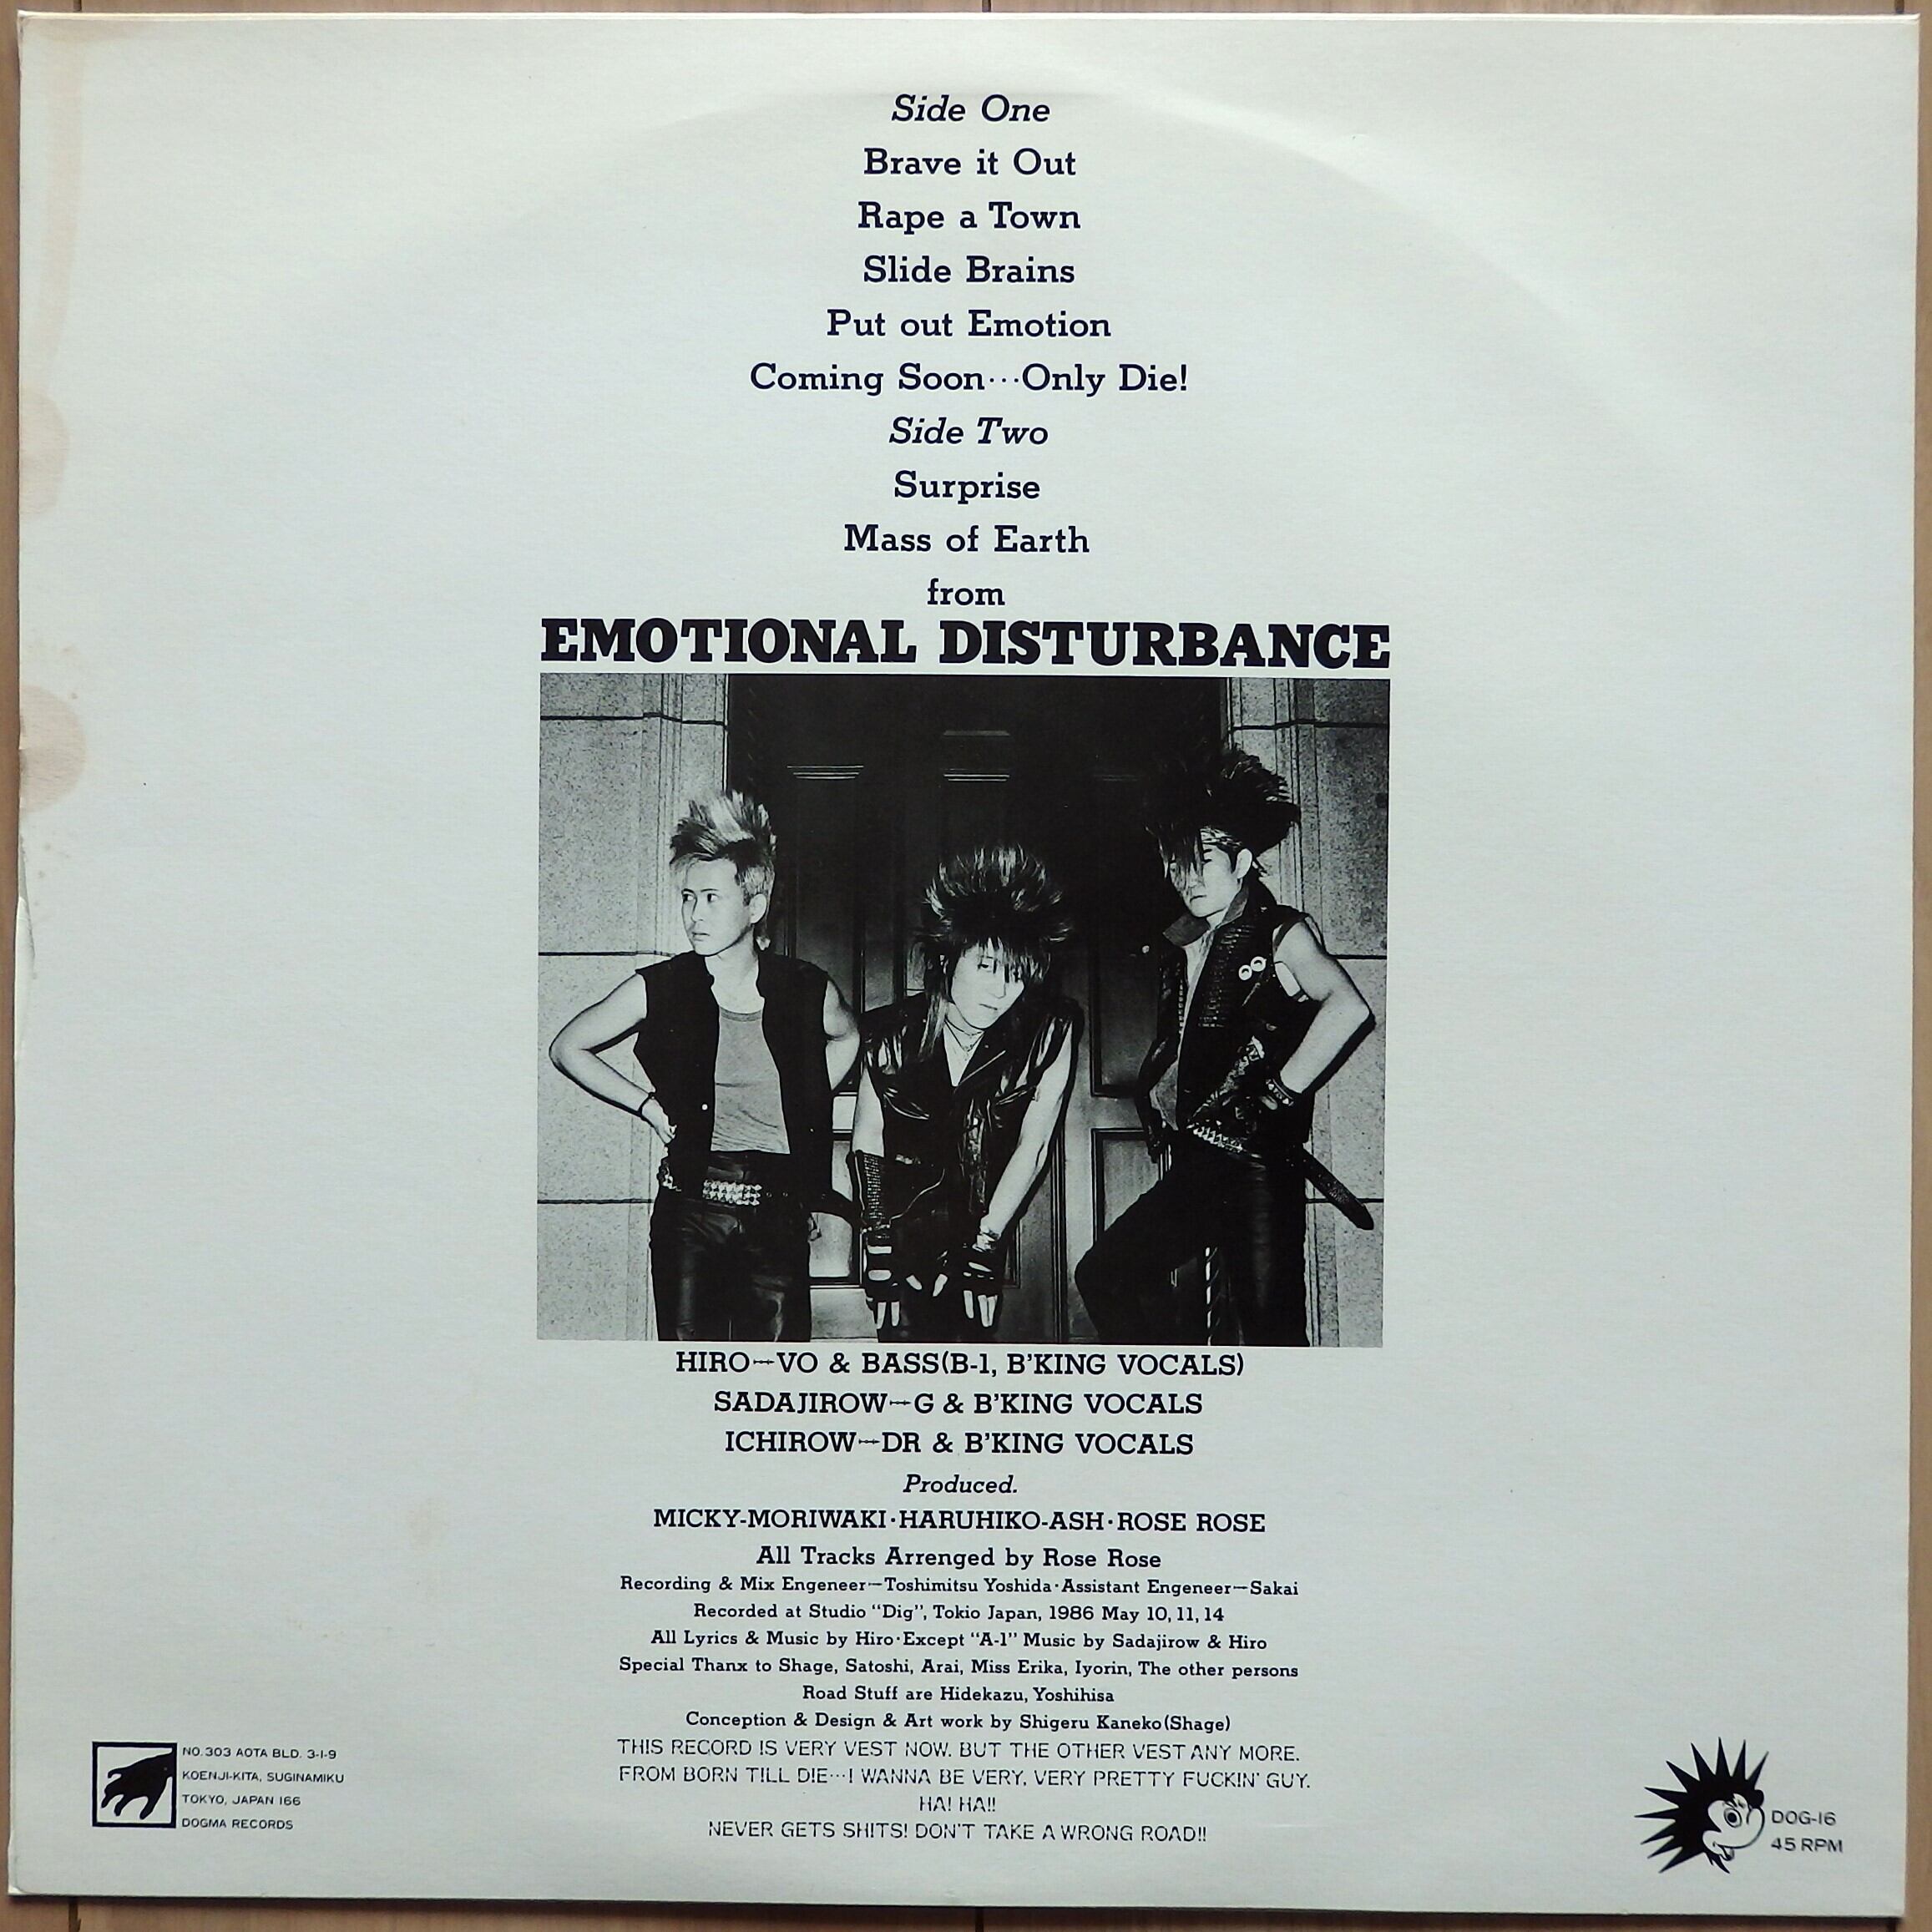 Side One
Brave it Out
Rape a Town
Slide Brains
Put out Emotion
Coming Soon···Only Die!
Side Two
Surprise
Mass of Earth
from
EMOTIONAL DISTURBANCE
HIRO—VO & BASS(B-1, B'KING VOCALS)
SADAJIROW—G & B'KING VOCALS
ICHIROW—DR & B'KING VOCALS
Produced.
MICKY-MORIWAKI·HARUHIKO-ASH·ROSE ROSE
All Tracks Arranged by Rose Rose
Recording & Mix Engeneer—Toshimitsu Yoshida·Assistant Engeneer—Sakai
Recorded at Studio "Dig", Tokio Japan, 1986 May 10, 11, 14
All Lyrics & Music by Hiro·Except "A-1" Music by Sadajirow & Hiro
Special Thanx to Shage, Satoshi, Arai, Miss Erika, Iyorin, The other persons
Road Stuff are Hidekazu, Yoshihisa
Conception & Design & Art work by Shigeru Kaneko(Shage)
THIS RECORD IS VERY VEST NOW. BUT THE OTHER VEST ANY MORE.
FROM BORN TILL DIE···I WANNA BE VERY, VERY PRETTY FUCKIN' GUY.
HA! HA!!
NEVER GETS SHITS! DON'T TAKE A WRONG ROAD!!
NO.303 AOTA BLD. 3-1-9
KOENJI-KITA, SUGINAMIKU
TOKYO, JAPAN 166
DOGMA RECORDS
DOG-16
45 RPM